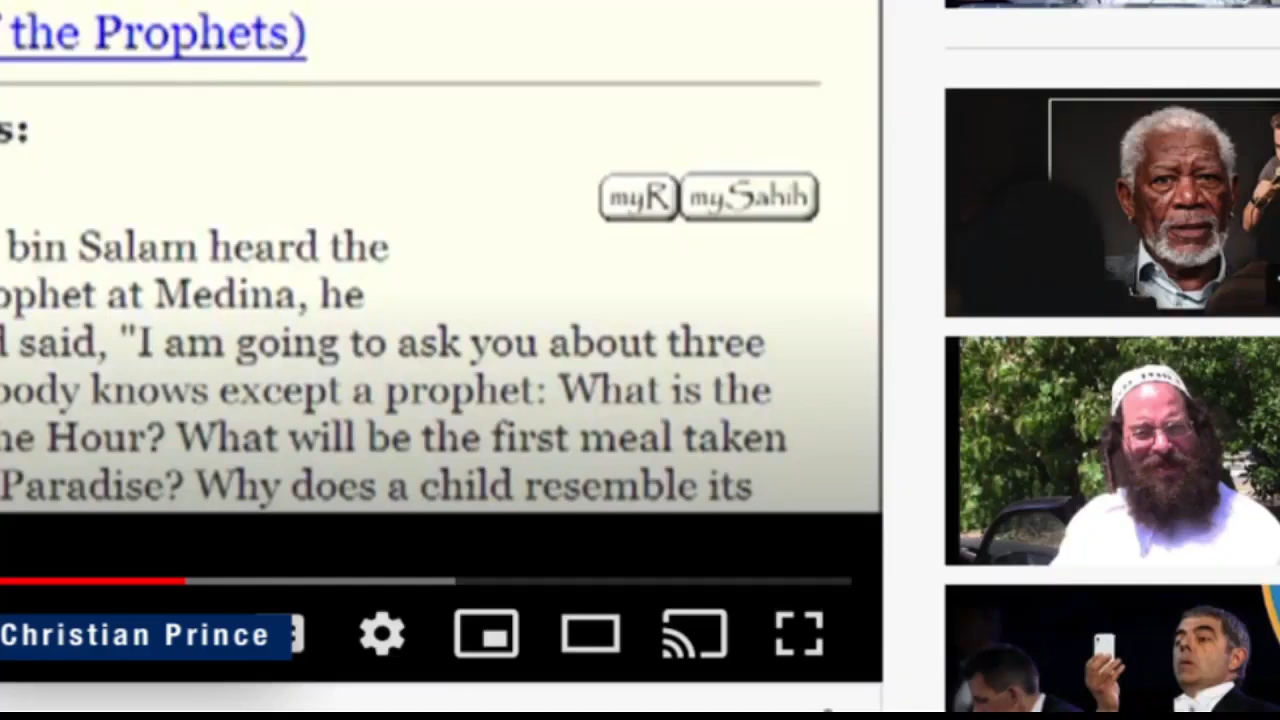 the Prophets)
s:
myR mySahih
bin Salam heard the
ophet at Medina, he
said, "I am going to ask you about three
body knows except a prophet: What is the
he Hour? What will be the first meal taken
Paradise? Why does a child resemble its
Christian Prince